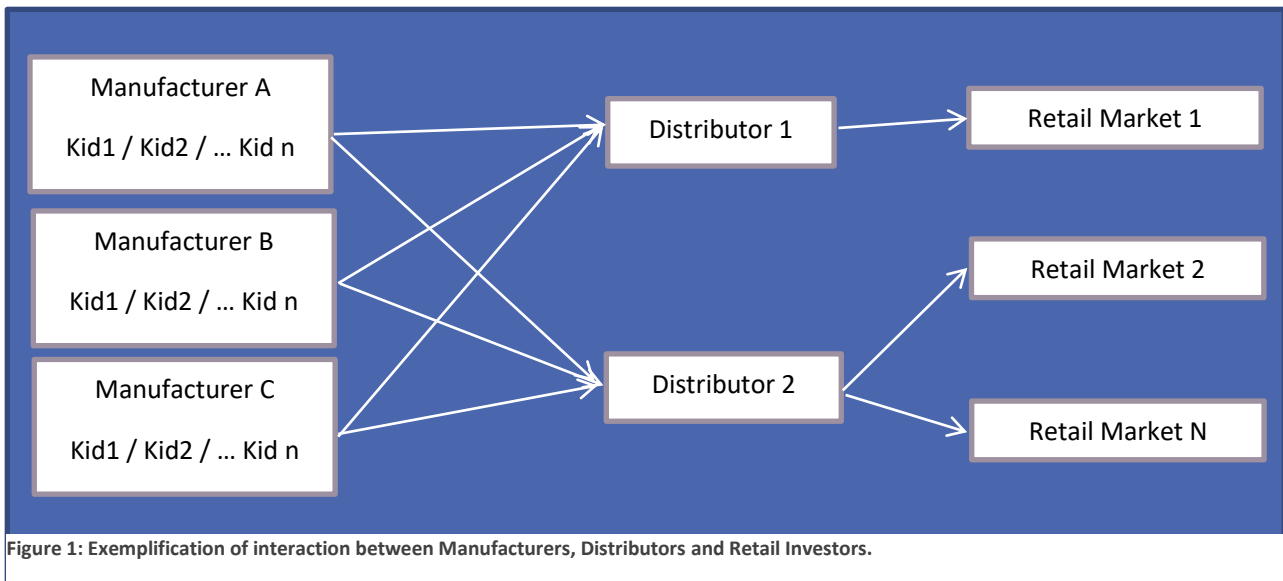 Manufacturer A
Kid1 / Kid2 / … Kid n
Manufacturer B
Kid1 / Kid2 / … Kid n
Manufacturer C
Kid1 / Kid2 / … Kid n
Distributor 1
Distributor 2
Retail Market 1
Retail Market 2
Retail Market N
Figure 1: Exemplification of interaction between Manufacturers, Distributors and Retail Investors.